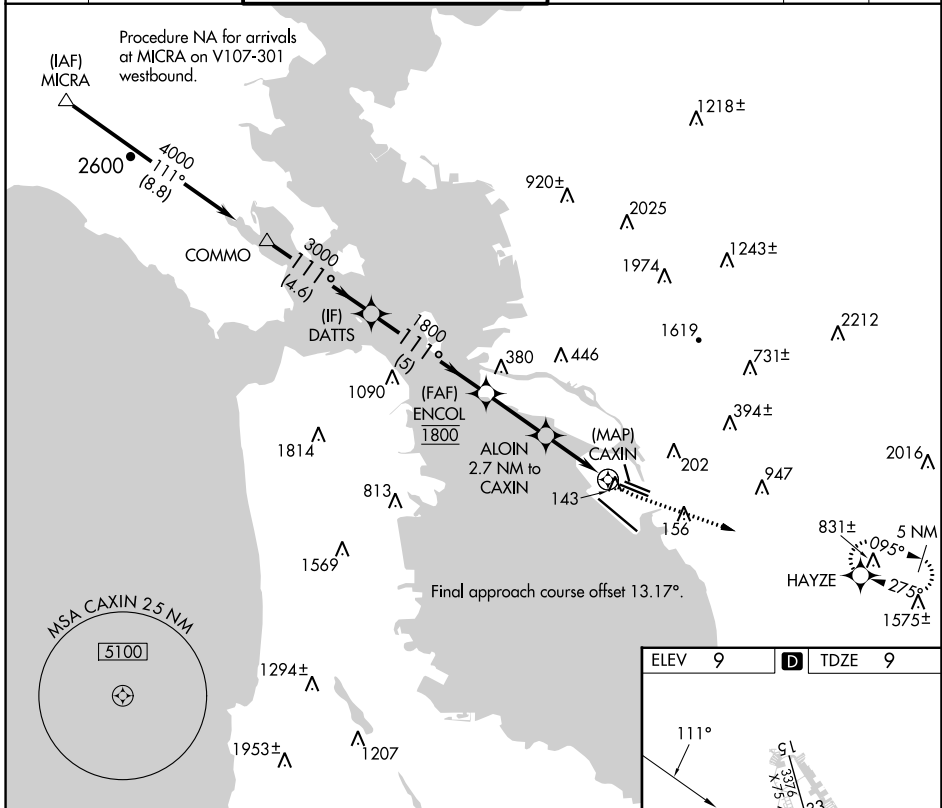 Procedure NA for arrivals
at MICRA on V107-301
westbound.
(IAF)
MICRA
1218±
4000
111°
(8.8)
2600
920±
2025
1243±
1974
COMMO
3000
111°
(4.6)
(IF)
DATTS
1800
111°
(5)
2212
1619
731±
380
446
1090
(FAF)
ENCOL
1800
394±
1814
ALOIN
2.7 NM to
CAXIN
(MAP)
CAXIN
202
2016
947
813
143
156
831±
5 NM
095°
HAYZE
275°
1575±
1569
Final approach course offset 13.17°.
MSA CAXIN 25 NM
5100
1294±
1953±
1207
ELEV 9 D TDZE 9
111°
15
3376
X 75
33